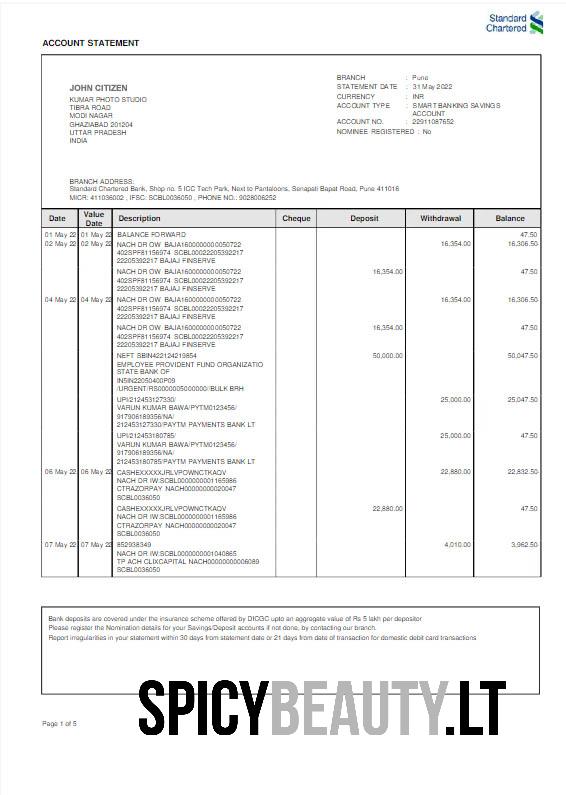 Standard
Chartered
ACCOUNT STATEMENT
JOHN CITIZEN
KUMAR PHOTO STUDIO
TIBRA ROAD
MODI NAGAR
GHAZIABAD 201204
UTTAR PRADESH
INDIA
BRANCH : Pune
STATEMENT DATE : 31 May 2022
CURRENCY : INR
ACCOUNT TYPE : SMARTBANKING SAVINGS
ACCOUNT
ACCOUNT NO. : 22911087652
NOMINEE REGISTERED : No
BRANCH ADDRESS:
Standard Chartered Bank, Shop no. 5 ICC Tech Park, Next to Pantaloons, Senapati Bapat Road, Pune 411016
MICR: 411036002 ; IFSC: SCBL0036050 , PHONE NO.: 9028006252
Date Value Date Description Cheque Deposit Withdrawal Balance
01 May 22 01 May 22 BALANCE FORWARD 47.50
02 May 22 02 May 22 NACH DR OW BAJA1600000000050722 16,354.00 16,306.50-
402SPF81156974 SCBL00022205392217
22205392217 BAJAJ FINSERVE
NACH DR OW BAJA1600000000050722 16,354.00 47.50
402SPF81156974 SCBL00022205392217
22205392217 BAJAJ FINSERVE
04 May 22 04 May 22 NACH DR OW BAJA1600000000050722 16,354.00 16,306.50-
402SPF81156974 SCBL00022205392217
22205392217 BAJAJ FINSERVE
NACH DR OW BAJA1600000000050722 16,354.00 47.50
402SPF81156974 SCBL00022205392217
22205392217 BAJAJ FINSERVE
NEFT SBIN422124219854 50,000.00 50,047.50
EMPLOYEE PROVIDENT FUND ORGANIZATIO
STATE BANK OF
IN5IN22050400P09
/URGENT/RS0000005000000/BULK BRH
UPI/212453127330/ 25,000.00 25,047.50
VARUN KUMAR BAWA/PYTM0123456/
917906189356/NA/
212453127330/PAYTM PAYMENTS BANK LT
UPI/212453180785/ 25,000.00 47.50
VARUN KUMAR BAWA/PYTM0123456/
917906189356/NA/
212453180785/PAYTM PAYMENTS BANK LT
06 May 22 06 May 22 CASHEXXXXXJRLVPOWNCTKAQV 22,880.00 22,832.50-
NACH DR IW:SCBL0000000001165986
CTRAZORPAY NACH00000000020047
SCBL0036050
CASHEXXXXXJRLVPOWNCTKAQV 22,880.00 47.50
NACH DR IW:SCBL0000000001165986
CTRAZORPAY NACH00000000020047
SCBL0036050
07 May 22 07 May 22 852938349 4,010.00 3,962.50-
NACH DR IW:SCBL0000000001040865
TP ACH CLIXCAPITAL NACH00000000006089
SCBL0036050
Bank deposits are covered under the insurance scheme offered by DICGC upto an aggregate value of Rs 5 lakh per depositor
Please register the Nomination details for your Savings/Deposit accounts if not done, by contacting our branch.
Report irregularities in your statement within 30 days from statement date or 21 days from date of transaction for domestic debit card transactions
SPICYBEAUTY.LT
Page 1 of 5